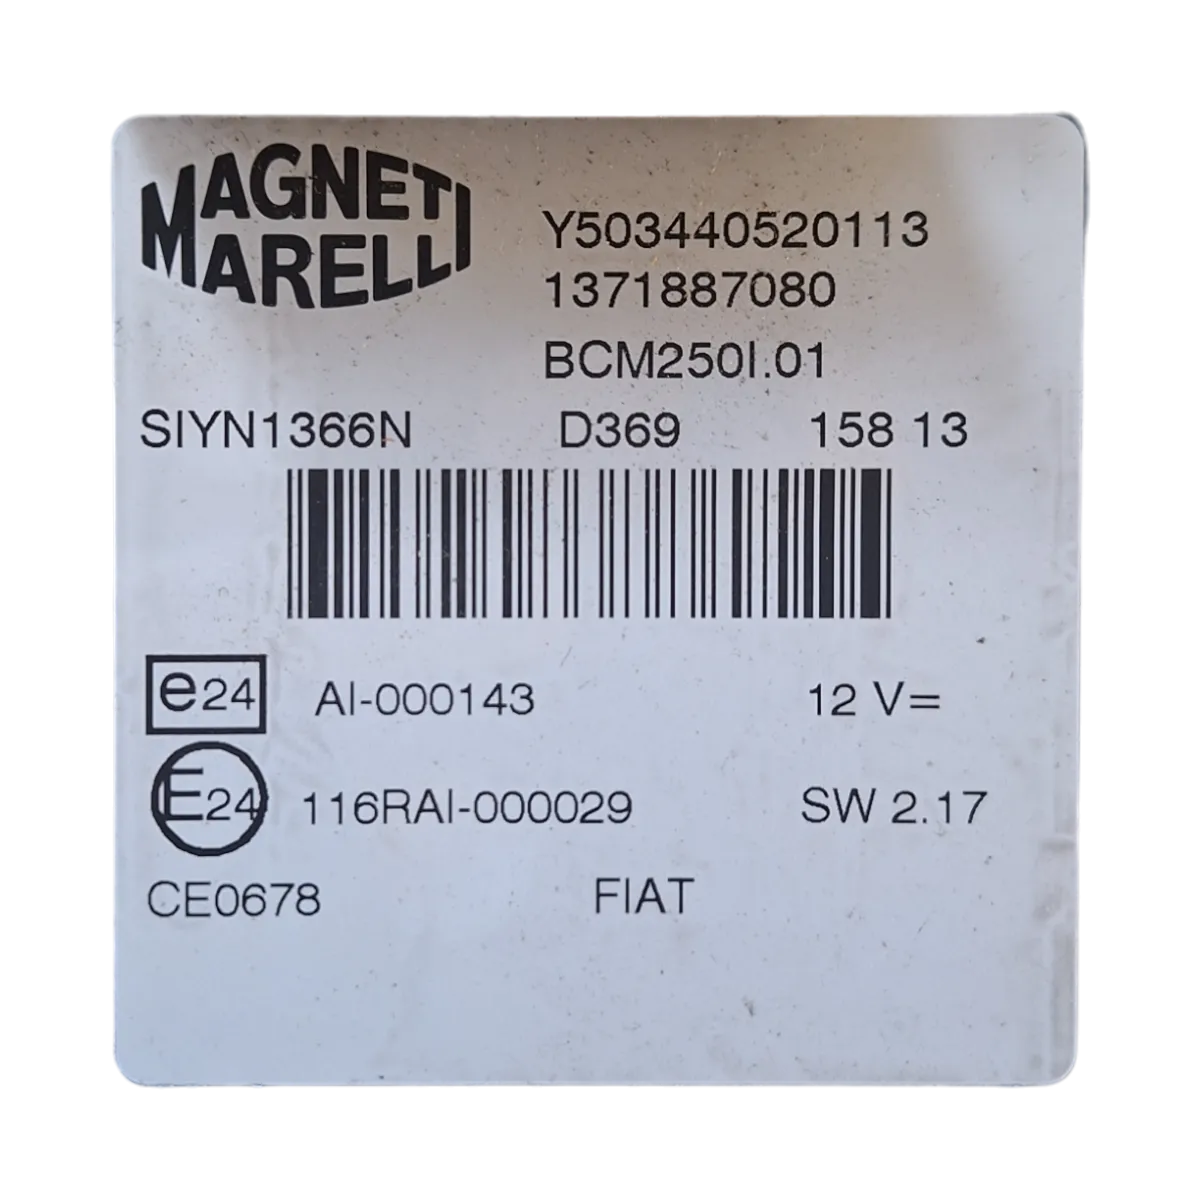 MAGNETI
MARELLI
Y503440520113
1371887080
BCM250I.01
SIYN1366N D369 158 13
e24 AI-000143 12 V=
E24 116RAI-000029 SW 2.17
CE0678 FIAT